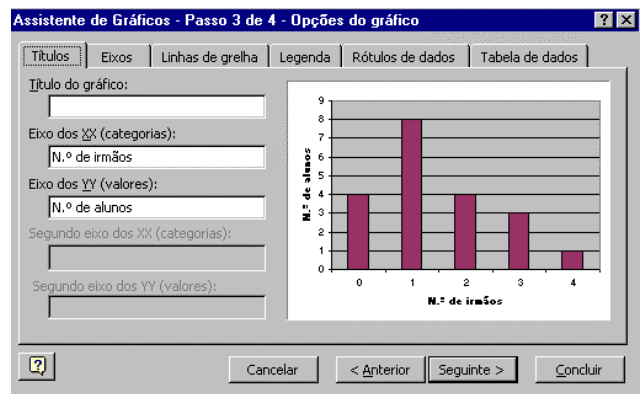 Assistente de Gráficos - Passo 3 de 4 - Opções do gráfico
Títulos Eixos Linhas de grelha Legenda Rótulos de dados Tabela de dados
Título do gráfico:
Eixo dos XX (categorias):
N.º de irmãos
Eixo dos YY (valores):
N.º de alunos
Segundo eixo dos XX (categorias):
Segundo eixo dos YY (valores):
9
8
7
6
5
4
3
2
1
0
N.º de alunos
0 1 2 3 4
N.º de irmãos
Cancelar < Anterior Seguinte > Concluir